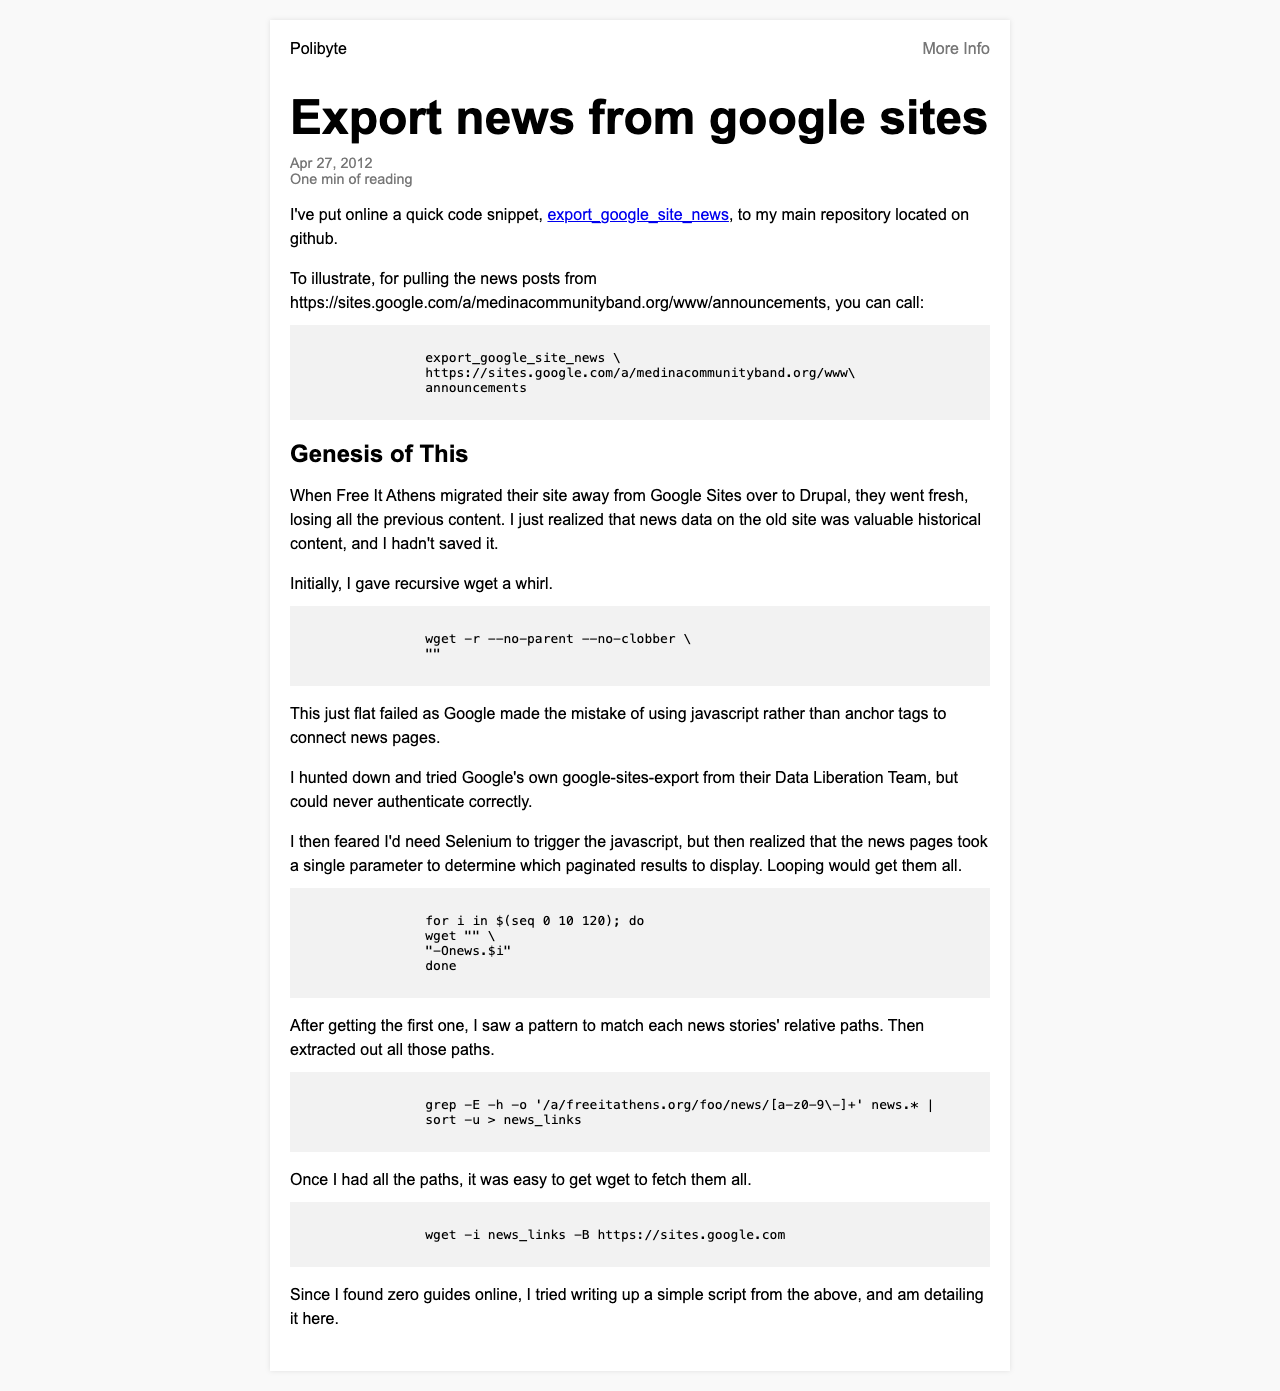 Polibyte
More Info
Export news from google sites
Apr 27, 2012
One min of reading
I've put online a quick code snippet, export_google_site_news, to my main repository located on
github.
To illustrate, for pulling the news posts from
https://sites.google.com/a/medinacommunityband.org/www/announcements, you can call:
export_google_site_news \
https://sites.google.com/a/medinacommunityband.org/www\
announcements
Genesis of This
When Free It Athens migrated their site away from Google Sites over to Drupal, they went fresh,
losing all the previous content. I just realized that news data on the old site was valuable historical
content, and I hadn't saved it.
Initially, I gave recursive wget a whirl.
wget -r --no-parent --no-clobber \
""
This just flat failed as Google made the mistake of using javascript rather than anchor tags to
connect news pages.
I hunted down and tried Google's own google-sites-export from their Data Liberation Team, but
could never authenticate correctly.
I then feared I'd need Selenium to trigger the javascript, but then realized that the news pages took
a single parameter to determine which paginated results to display. Looping would get them all.
for i in $(seq 0 10 120); do
wget "" \
"-Onews.$i"
done
After getting the first one, I saw a pattern to match each news stories' relative paths. Then
extracted out all those paths.
grep -E -h -o '/a/freeitathens.org/foo/news/[a-z0-9\-]+' news.* |
sort -u > news_links
Once I had all the paths, it was easy to get wget to fetch them all.
wget -i news_links -B https://sites.google.com
Since I found zero guides online, I tried writing up a simple script from the above, and am detailing
it here.